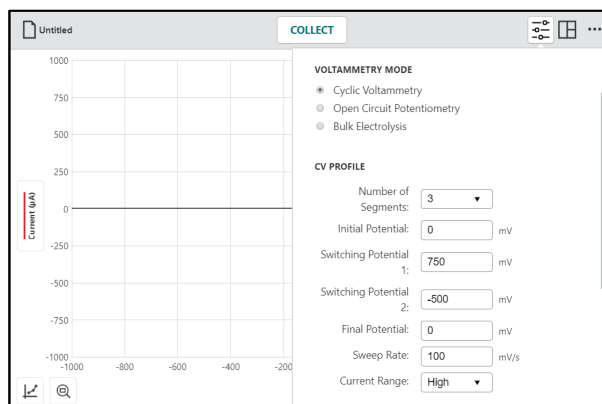 Untitled
COLLECT
1000
750
500
250
0
-250
-500
-750
-1000
Current (µA)
-1000 -800 -600 -400 -200
VOLTAMMETRY MODE
Cyclic Voltammetry
Open Circuit Potentiometry
Bulk Electrolysis
CV PROFILE
Number of
Segments: 3
Initial Potential: 0 mV
Switching Potential
1: 750 mV
Switching Potential
2: -500 mV
Final Potential: 0 mV
Sweep Rate: 100 mV/s
Current Range: High